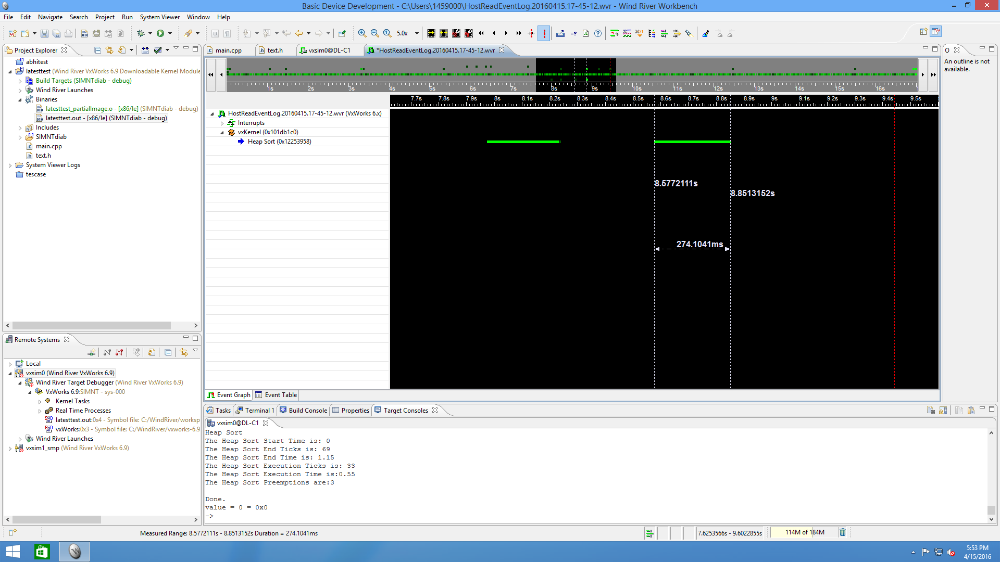 Basic Device Development - C:\Users\1459000\HostReadEventLog.20160415.17-45-12.wvr - Wind River Workbench
File Edit Navigate Search Project Run System Viewer Window Help
5.0x
Project Explorer
abhitest
latesttest (Wind River VxWorks 6.9 Downloadable Kernel Module
Build Targets (SIMNTdiab - debug)
Wind River Launches
Binaries
latesttest_partialImage.o - [x86/le] (SIMNTdiab - debug)
latesttest.out - [x86/le] (SIMNTdiab - debug)
Includes
SIMNTdiab
main.cpp
text.h
System Viewer Logs
tescase
main.cpp text.h vxsim0@DL-C1 *HostReadEventLog.20160415.17-45-12.wvr
1s 2s 3s 4s 5s 6s 7s 8s 9s 10s 11s 12s 13s 14s 15s 16s
7.7s 7.8s 7.9s 8s 8.1s 8.2s 8.3s 8.4s 8.5s 8.6s 8.7s 8.8s 8.9s 9s 9.1s 9.2s 9.3s 9.4s 9.5s
HostReadEventLog.20160415.17-45-12.wvr (VxWorks 6.x)
Interrupts
vxKernel (0x101db1c0)
Heap Sort (0x12253958)
8.5772111s
8.8513152s
274.1041ms
Event Graph Event Table
O
An outline is not
available.
Remote Systems
Local
vxsim0 (Wind River VxWorks 6.9)
Wind River Target Debugger (Wind River VxWorks 6.9)
VxWorks 6.9:SIMNT - sys-000
Kernel Tasks
Real Time Processes
latesttest.out:0x4 - Symbol file: C:/WindRiver/worksp
vxWorks:0x3 - Symbol file: C:/WindRiver/vxworks-6.9
Wind River Launches
vxsim1_smp (Wind River VxWorks 6.9)
Tasks Terminal 1 Build Console Properties Target Consoles
vxsim0@DL-C1
Heap Sort
The Heap Sort Start Time is: 0
The Heap Sort End Ticks is: 69
The Heap Sort End Time is: 1.15
The Heap Sort Execution Ticks is: 33
The Heap Sort Execution Time is:0.55
The Heap Sort Preemptions are:3
Done.
value = 0 = 0x0
->
Measured Range: 8.5772111s - 8.8513152s Duration = 274.1041ms
7.6253566s - 9.6022855s
114M of 184M
5:53 PM
4/15/2016